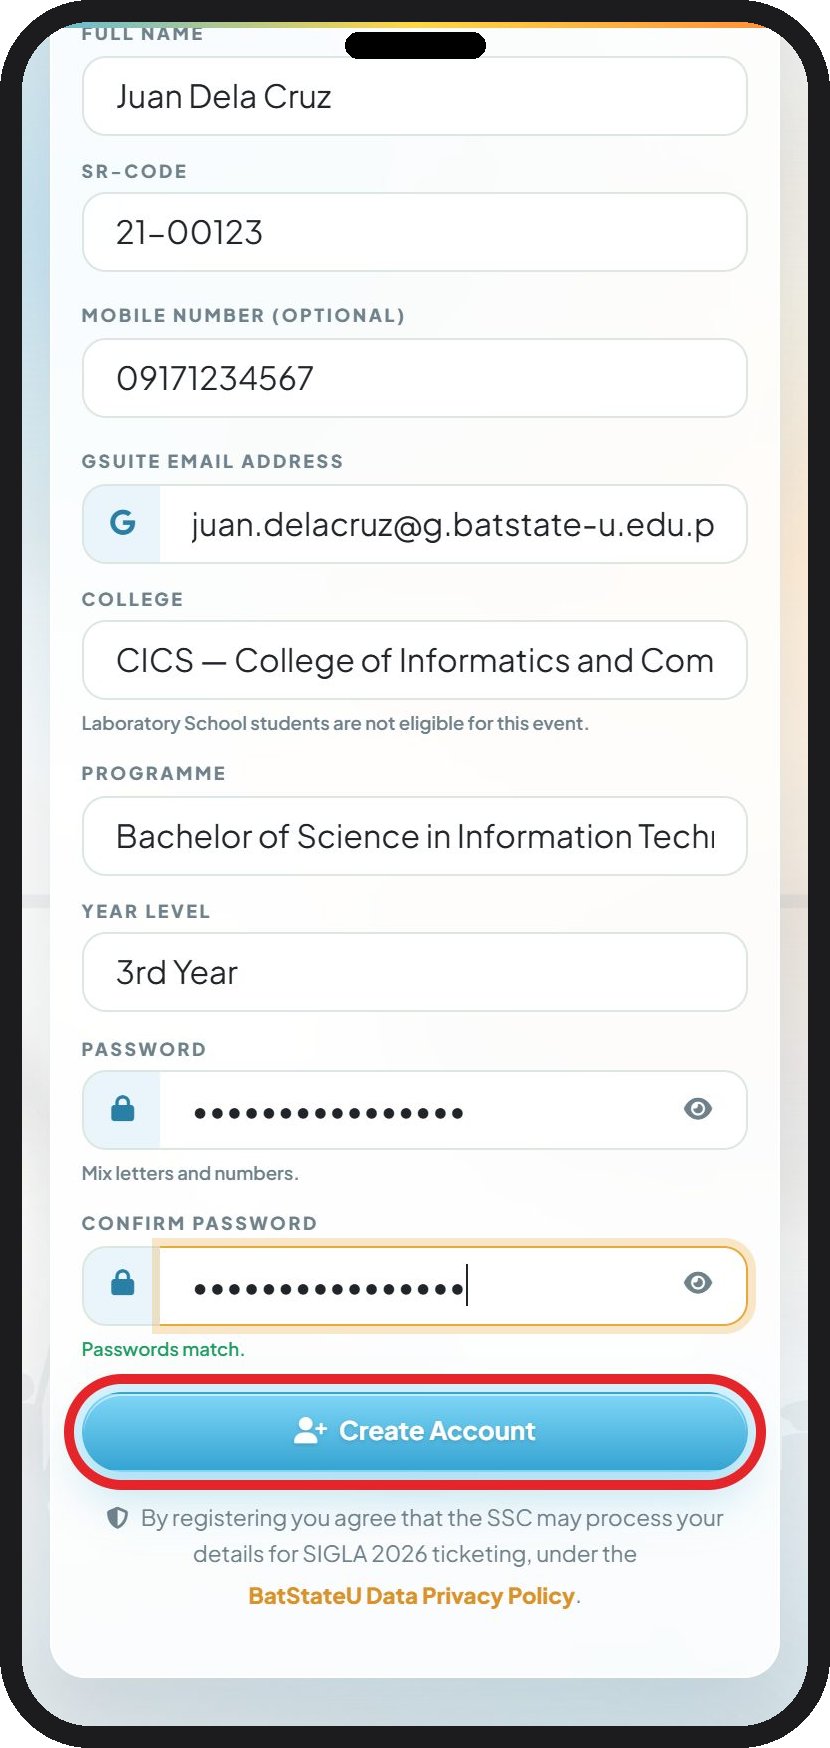 FULL NAME
Juan Dela Cruz
SR-CODE
21-00123
MOBILE NUMBER (OPTIONAL)
09171234567
GSUITE EMAIL ADDRESS
G juan.delacruz@g.batstate-u.edu.p
COLLEGE
CICS — College of Informatics and Com
Laboratory School students are not eligible for this event.
PROGRAMME
Bachelor of Science in Information Tech
YEAR LEVEL
3rd Year
PASSWORD
••••••••••••••••
Mix letters and numbers.
CONFIRM PASSWORD
••••••••••••••••
Passwords match.
Create Account
By registering you agree that the SSC may process your
details for SIGLA 2026 ticketing, under the
BatStateU Data Privacy Policy.